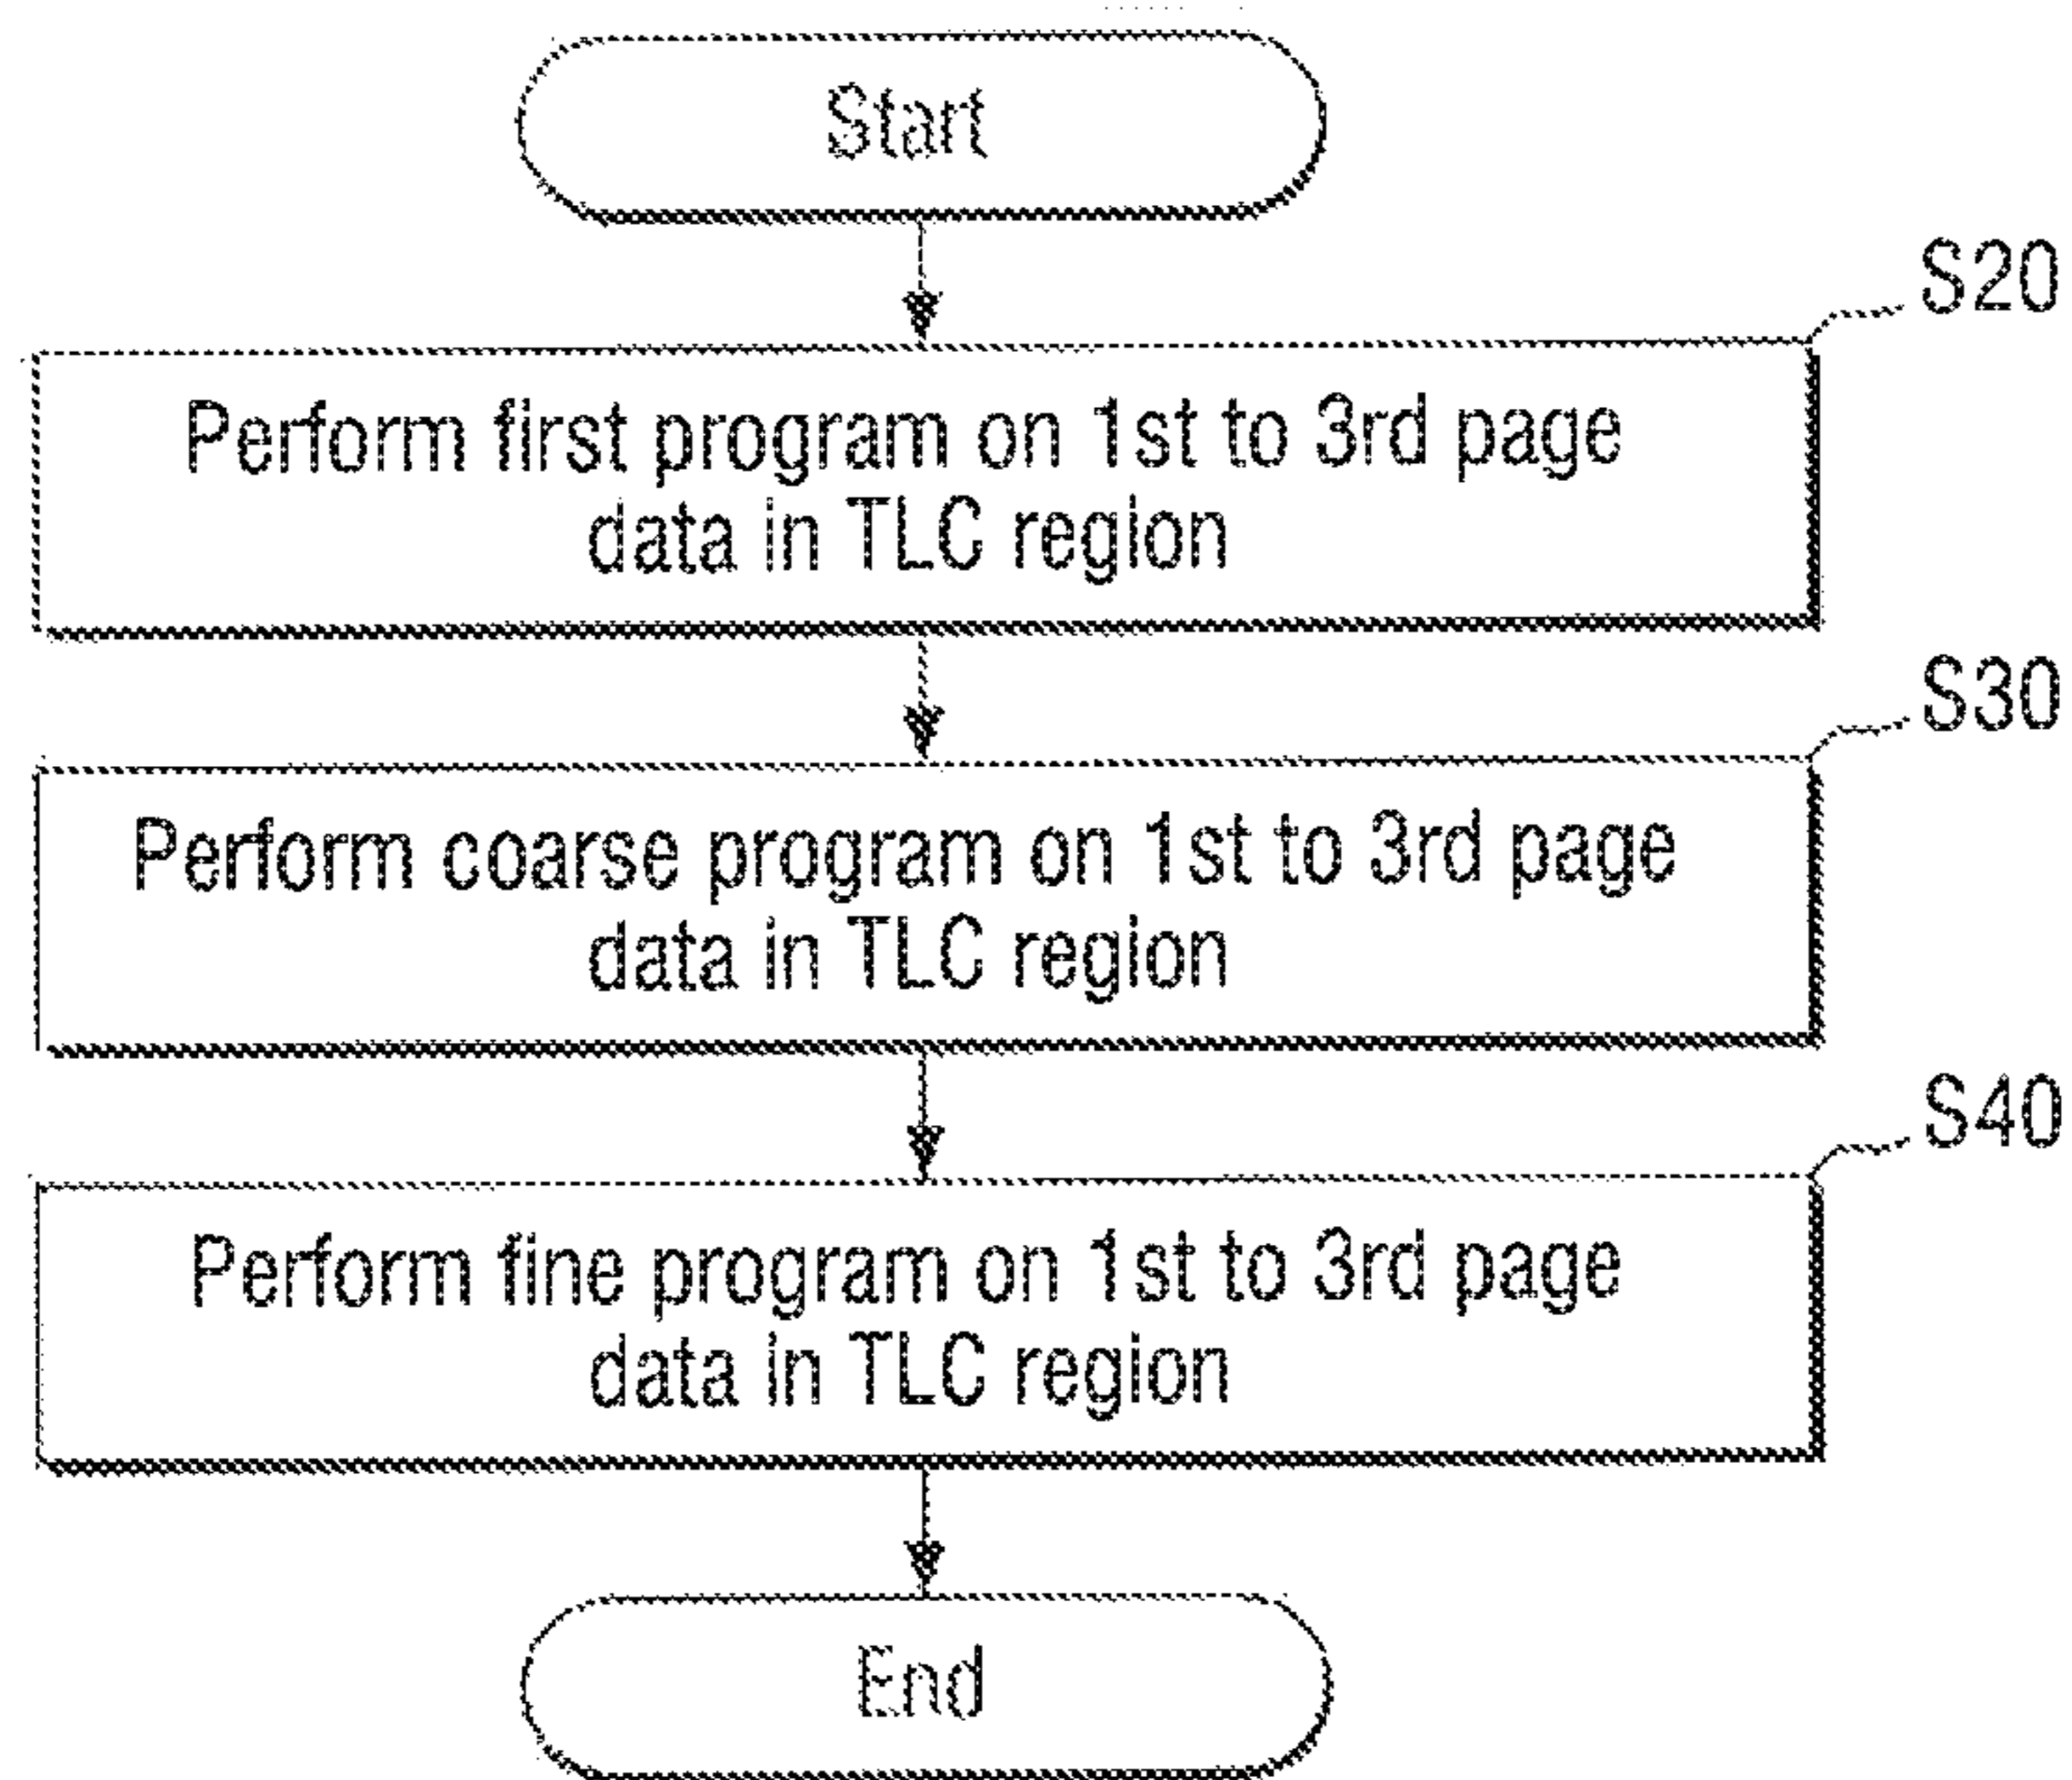 Start
S20
Perform first program on 1st to 3rd page
data in TLC region
S30
Perform coarse program on 1st to 3rd page
data in TLC region
S40
Perform fine program on 1st to 3rd page
data in TLC region
End